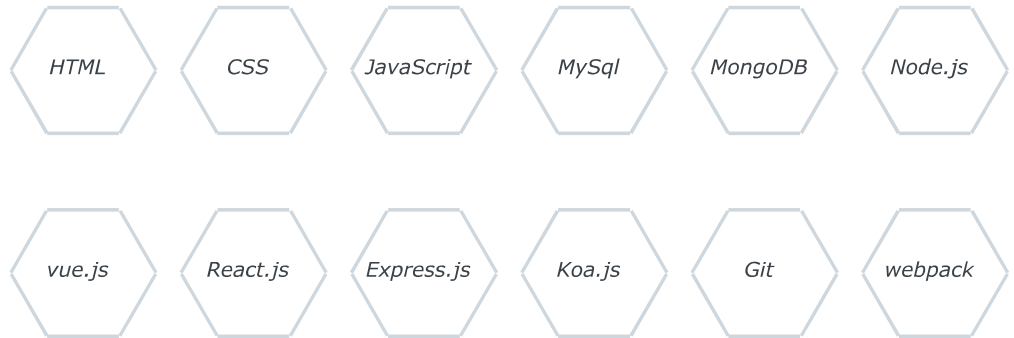 HTML
CSS
JavaScript
MySql
MongoDB
Node.js
vue.js
React.js
Express.js
Koa.js
Git
webpack